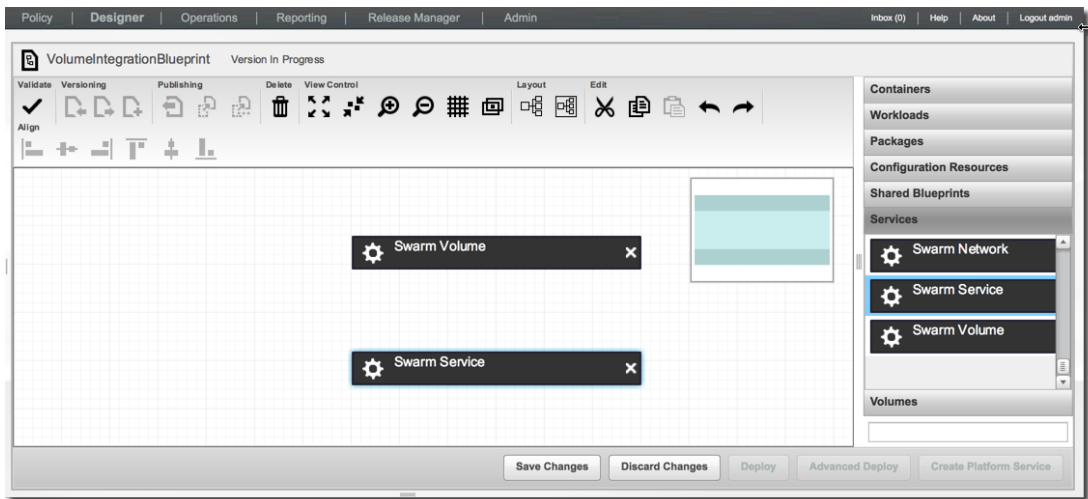 Policy | Designer | Operations | Reporting | Release Manager | Admin Inbox (0) | Help | About | Logout admin
VolumeIntegrationBlueprint Version In Progress
Validate Versioning Publishing Delete View Control Layout Edit
Align
Containers
Workloads
Packages
Configuration Resources
Shared Blueprints
Services
Swarm Network
Swarm Service
Swarm Volume
Volumes
Swarm Volume
Swarm Service
Save Changes Discard Changes Deploy Advanced Deploy Create Platform Service